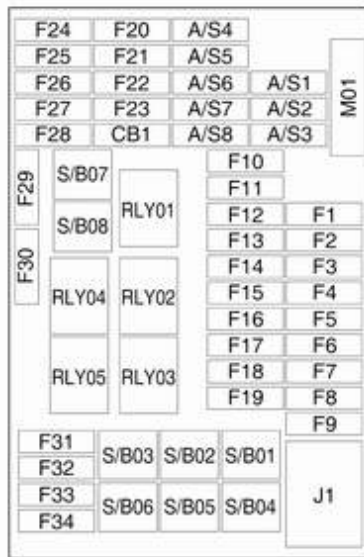 F24 F20 A/S4
F25 F21 A/S5
F26 F22 A/S6 A/S1
F27 F23 A/S7 A/S2
F28 CB1 A/S8 A/S3
M01
F29
S/B07
F10
RLY01
F11
S/B08
F12 F1
F30
F13 F2
RLY04 RLY02
F14 F3
F15 F4
F16 F5
RLY05 RLY03
F17 F6
F18 F7
F19 F8
F9
F31
S/B03 S/B02 S/B01
F32
F33
S/B06 S/B05 S/B04
J1
F34